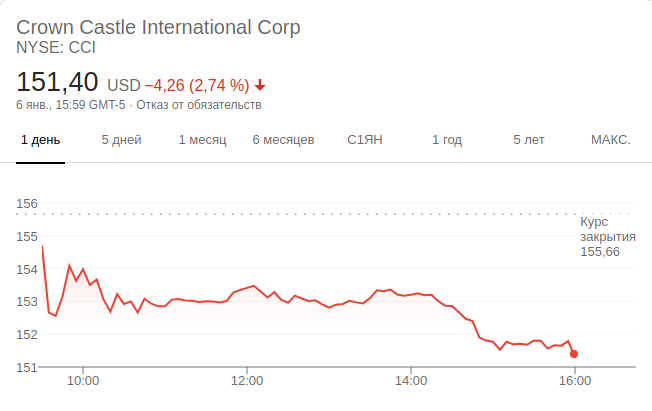 Crown Castle International Corp
NYSE: CCI
151,40 USD −4,26 (2,74 %)
6 янв., 15:59 GMT-5 · Отказ от обязательств
1 день 5 дней 1 месяц 6 месяцев С1ЯН 1 год 5 лет МАКС.
156
Курс
155
закрытия
155,66
154
153
152
151
10:00 12:00 14:00 16:00